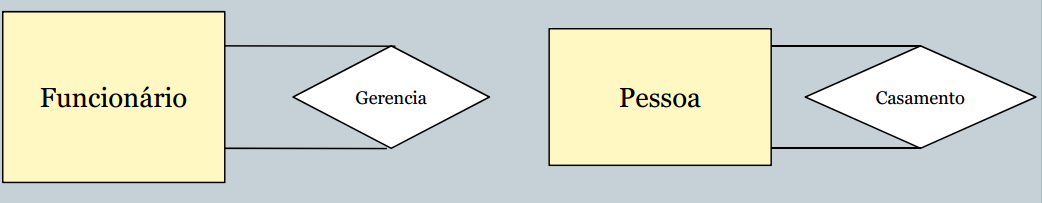 Funcionário
Gerencia
Pessoa
Casamento